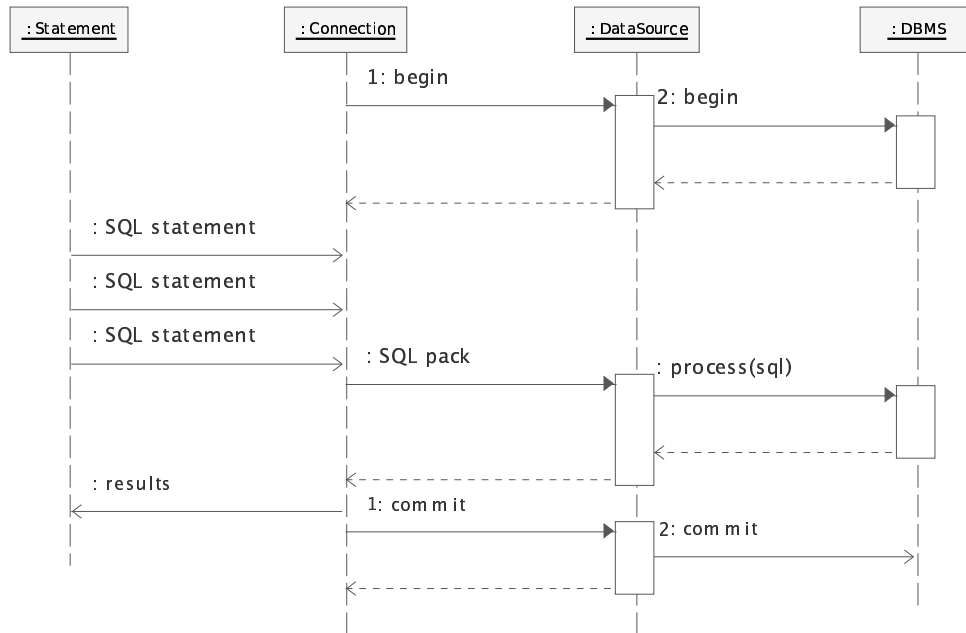 : Statement
: Connection
: DataSource
: DBMS
1: begin
2: begin
: SQL statement
: SQL statement
: SQL statement
: SQL pack
: process(sql)
: results
1: commit
2: commit